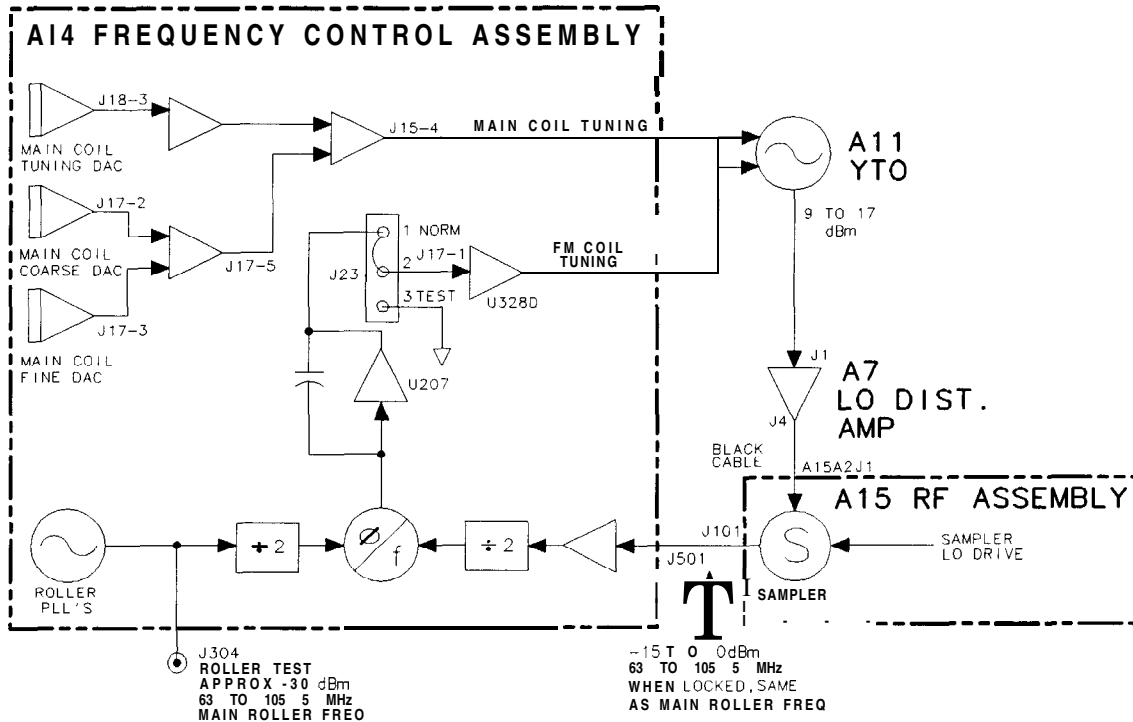 AI4 FREQUENCY CONTROL ASSEMBLY
J18-3
MAIN COIL
TUNING DAC
J15-4
MAIN COIL TUNING
A11
YTO
J17-2
MAIN COIL
COARSE DAC
J17-5
J17-3
MAIN COIL
FINE DAC
1 NORM
J23
2
J17-1
3 TEST
U328D
FM COIL
TUNING
U207
9 TO 17
dBm
J1
A7
LO DIST.
AMP
J4
BLACK
CABLE
A15A2J1
A15 RF ASSEMBLY
ROLLER
PLL'S
+ 2
Ø/f
÷ 2
J101
J501
S
SAMPLER
LO DRIVE
I SAMPLER
T
J304
ROLLER TEST
APPROX -30 dBm
63 TO 105 5 MHz
MAIN ROLLER FREO
-15 T O 0dBm
63 TO 105 5 MHz
WHEN LOCKED, SAME
AS MAIN ROLLER FREQ